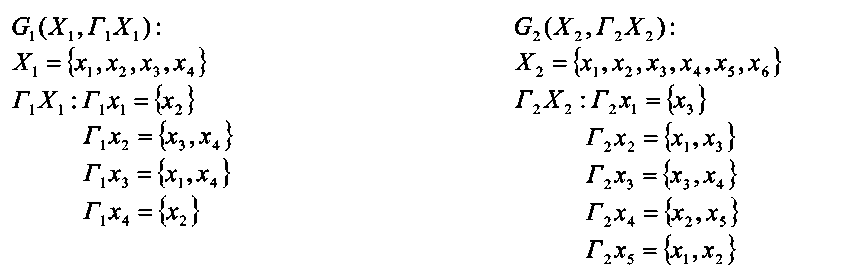 G₁(X₁,Γ₁X₁):
X₁ = {x₁,x₂,x₃,x₄}
Γ₁X₁ : Γ₁x₁ = {x₂}
Γ₁x₂ = {x₃,x₄}
Γ₁x₃ = {x₁,x₄}
Γ₁x₄ = {x₂}
G₂(X₂,Γ₂X₂):
X₂ = {x₁,x₂,x₃,x₄,x₅,x₆}
Γ₂X₂ : Γ₂x₁ = {x₃}
Γ₂x₂ = {x₁,x₃}
Γ₂x₃ = {x₃,x₄}
Γ₂x₄ = {x₂,x₅}
Γ₂x₅ = {x₁,x₂}